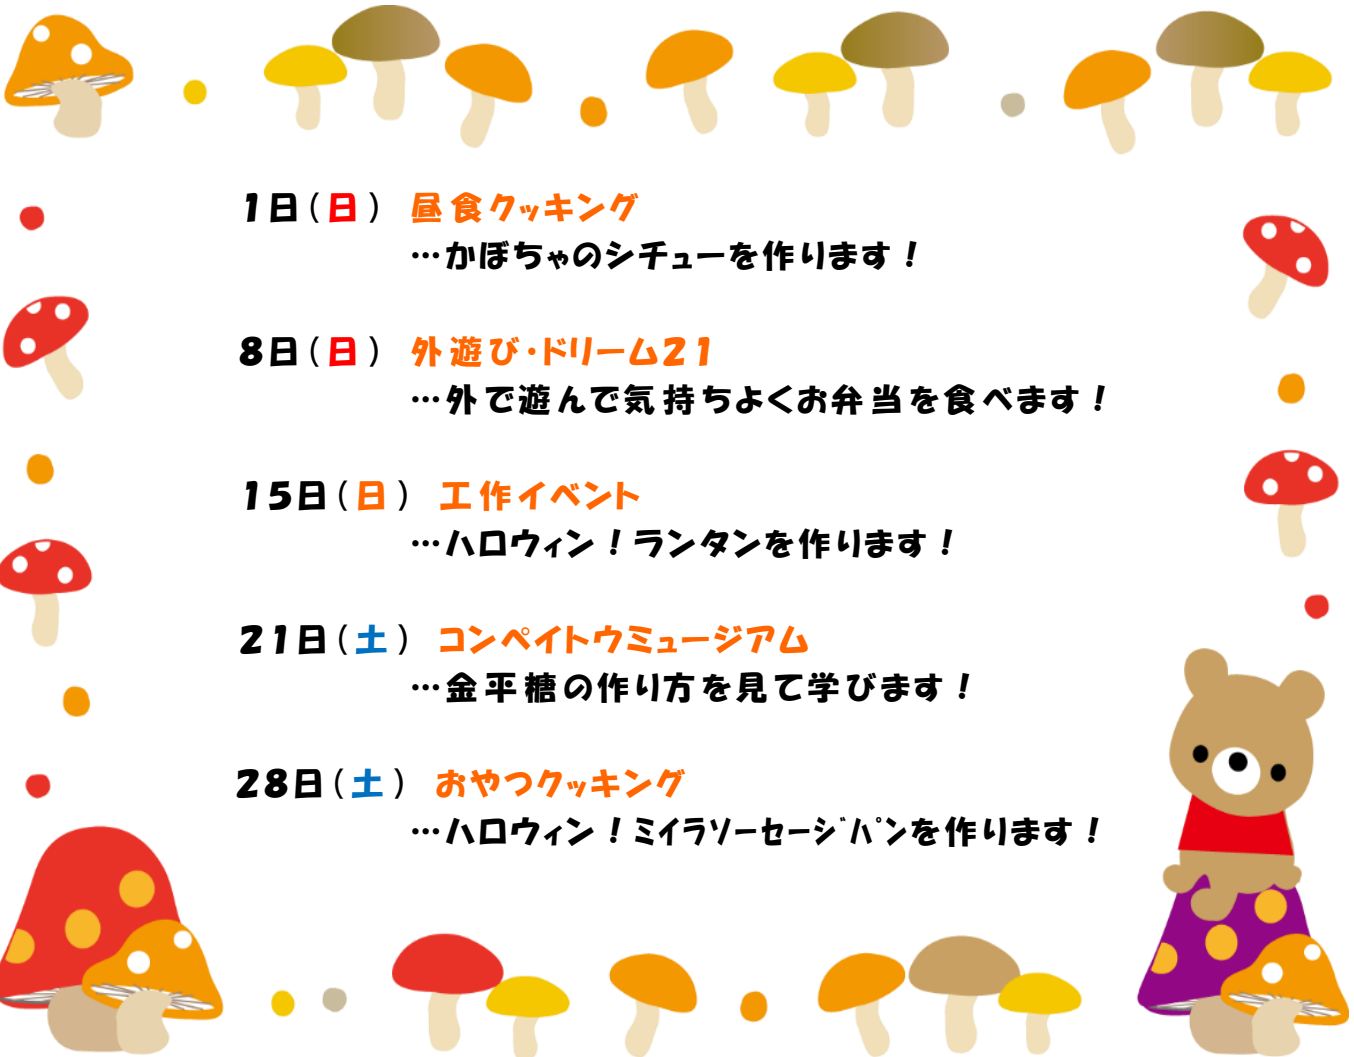 1日(日) 昼食クッキング
…かぼちゃのシチューを作ります！
8日(日) 外遊び・ドリーム21
…外で遊んで気持ちよくお弁当を食べます！
15日(日) 工作イベント
…ハロウィン！ランタンを作ります！
21日(土) コンペイトウミュージアム
…金平糖の作り方を見て学びます！
28日(土) おやつクッキング
…ハロウィン！ミイラソーセージパンを作ります！